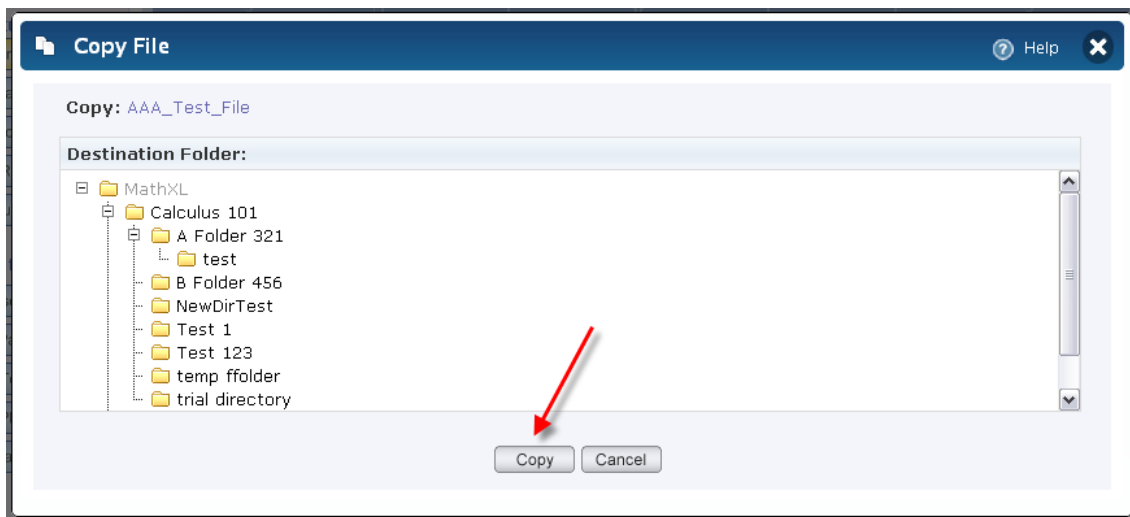 Copy File
Help
Copy: AAA_Test_File
Destination Folder:
MathXL
Calculus 101
A Folder 321
test
B Folder 456
NewDirTest
Test 1
Test 123
temp ffolder
trial directory
Copy Cancel